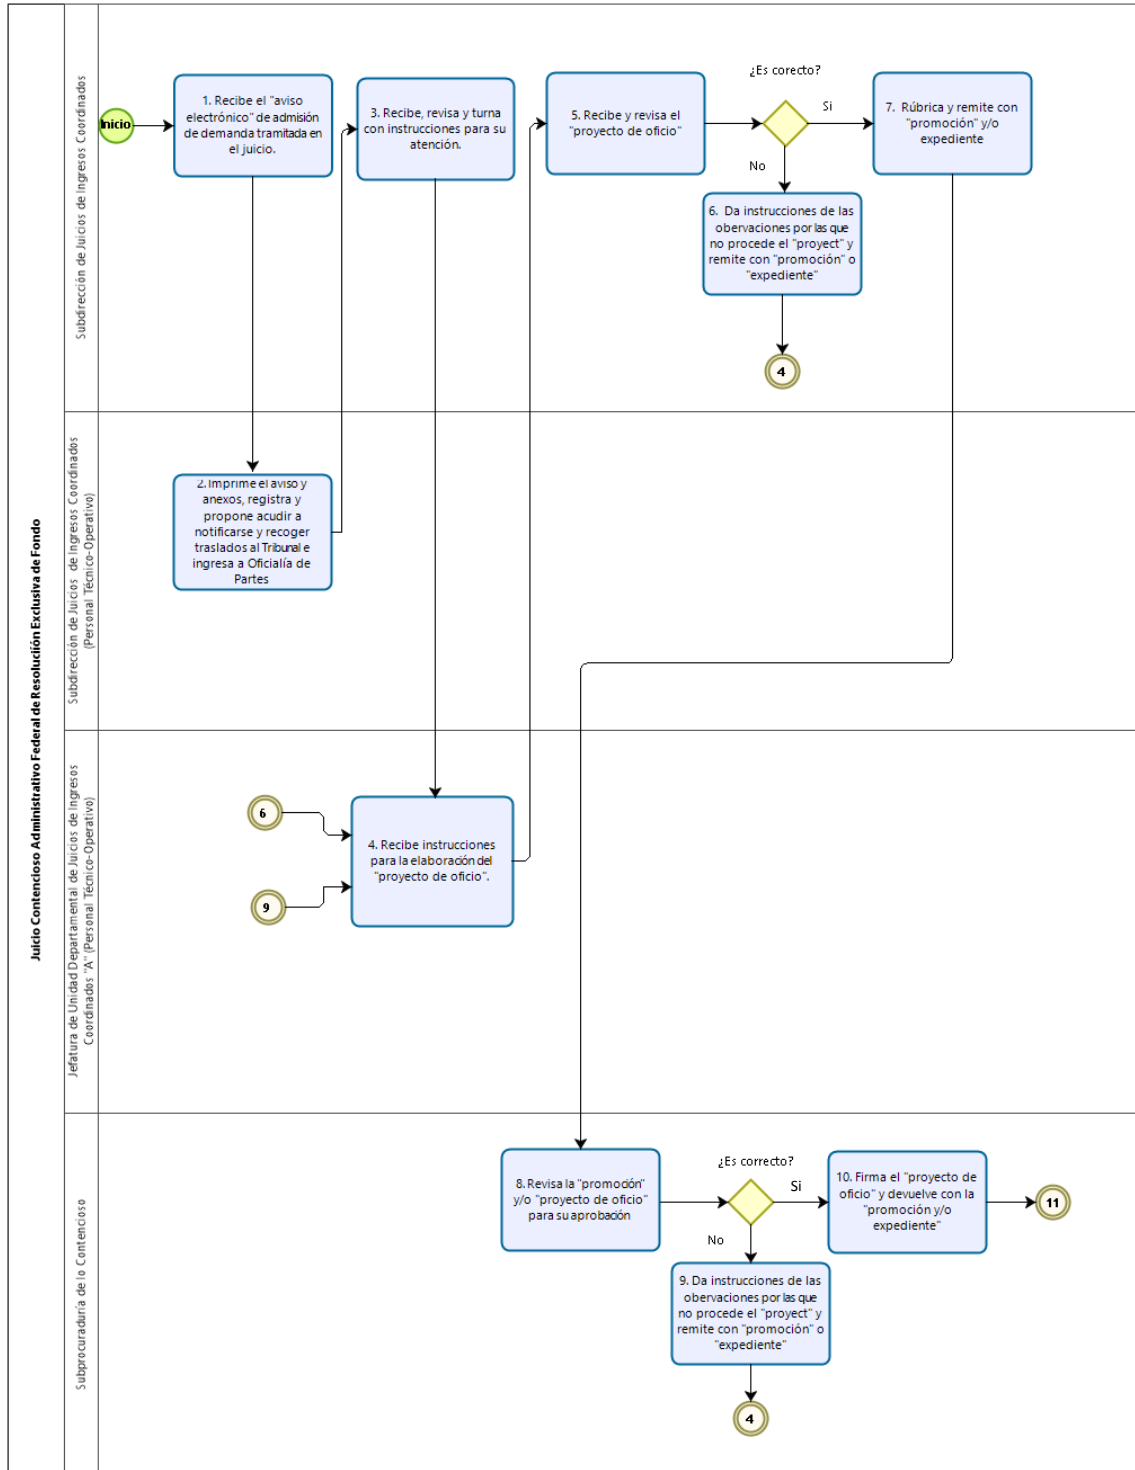 Juicio Contencioso Administrativo Federal de Resolución Exclusiva de Fondo
Subdirección de Juicios de Ingresos Coordinados
Inicio
1. Recibe el "aviso
electrónico" de admisión
de demanda tramitada en
el juicio.
3. Recibe, revisa y turna
con instrucciones para su
atención.
5. Recibe y revisa el
"proyecto de oficio"
¿Es corecto?
Si
No
7. Rúbrica y remite con
"promoción" y/o
expediente
6. Da instrucciones de las
obervaciones por las que
no procede el "proyect" y
remite con "promoción" o
"expediente"
4
Subdirección de Juicios de Ingresos Coordinados
(Personal Técnico-Operativo)
2. Imprime el aviso y
anexos, registra y
propone acudir a
notificarse y recoger
traslados al Tribunal e
ingresa a Oficialía de
Partes
Jefatura de Unidad Departamental de Juicios de Ingresos
Coordinados "A" (Personal Técnico-Operativo)
6
9
4. Recibe instrucciones
para la elaboración del
"proyecto de oficio".
Subprocuraduría de lo Contencioso
8. Revisa la "promoción"
y/o "proyecto de oficio"
para su aprobación
¿Es correcto?
Si
No
10. Firma el "proyecto de
oficio" y devuelve con la
"promoción y/o
expediente"
11
9. Da instrucciones de las
obervaciones por las que
no procede el "proyect" y
remite con "promoción" o
"expediente"
4